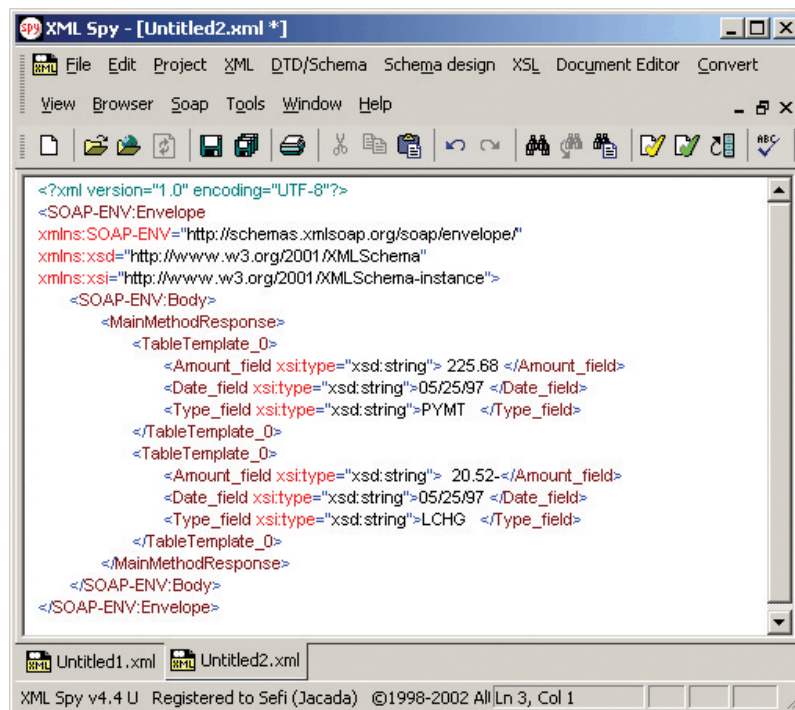 spy XML Spy - [Untitled2.xml *]
XML File Edit Project XML DTD/Schema Schema design XSL Document Editor Convert
View Browser Soap Tools Window Help
ABC
<?xml version="1.0" encoding="UTF-8"?>
<SOAP-ENV:Envelope
xmlns:SOAP-ENV="http://schemas.xmlsoap.org/soap/envelope/"
xmlns:xsd="http://www.w3.org/2001/XMLSchema"
xmlns:xsi="http://www.w3.org/2001/XMLSchema-instance">
<SOAP-ENV:Body>
<MainMethodResponse>
<TableTemplate_0>
<Amount_field xsi:type="xsd:string"> 225.68 </Amount_field>
<Date_field xsi:type="xsd:string">05/25/97 </Date_field>
<Type_field xsi:type="xsd:string">PYMT  </Type_field>
</TableTemplate_0>
<TableTemplate_0>
<Amount_field xsi:type="xsd:string">  20.52-</Amount_field>
<Date_field xsi:type="xsd:string">05/25/97 </Date_field>
<Type_field xsi:type="xsd:string">LCHG  </Type_field>
</TableTemplate_0>
</MainMethodResponse>
</SOAP-ENV:Body>
</SOAP-ENV:Envelope>
XML Untitled1.xml XML Untitled2.xml
XML Spy v4.4 U Registered to Sefi (Jacada) ©1998-2002 All Ln 3, Col 1